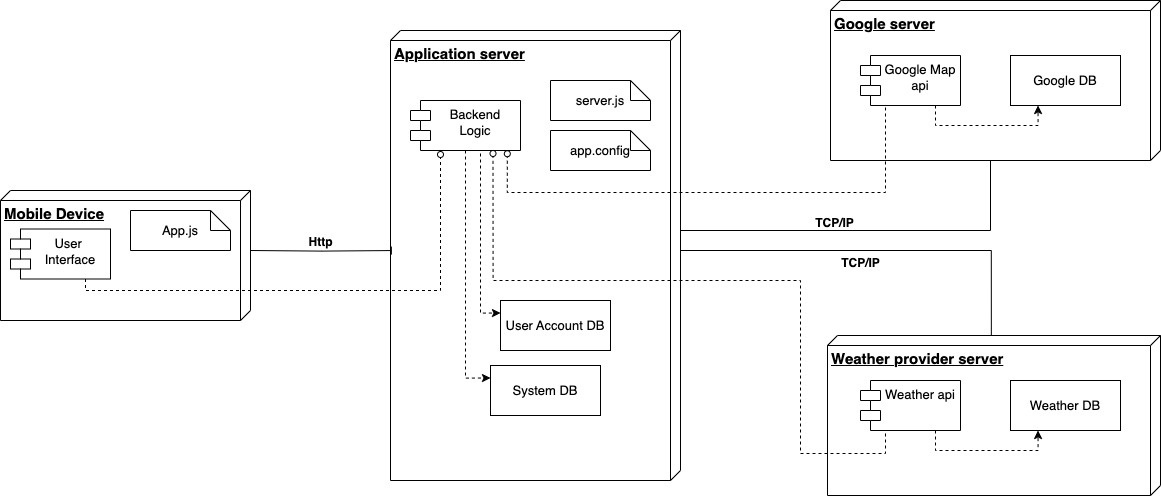 Google server
Google Map
api
Google DB
Application server
Backend
Logic
server.js
app.config
Mobile Device
User
Interface
App.js
Http
TCP/IP
TCP/IP
User Account DB
System DB
Weather provider server
Weather api
Weather DB